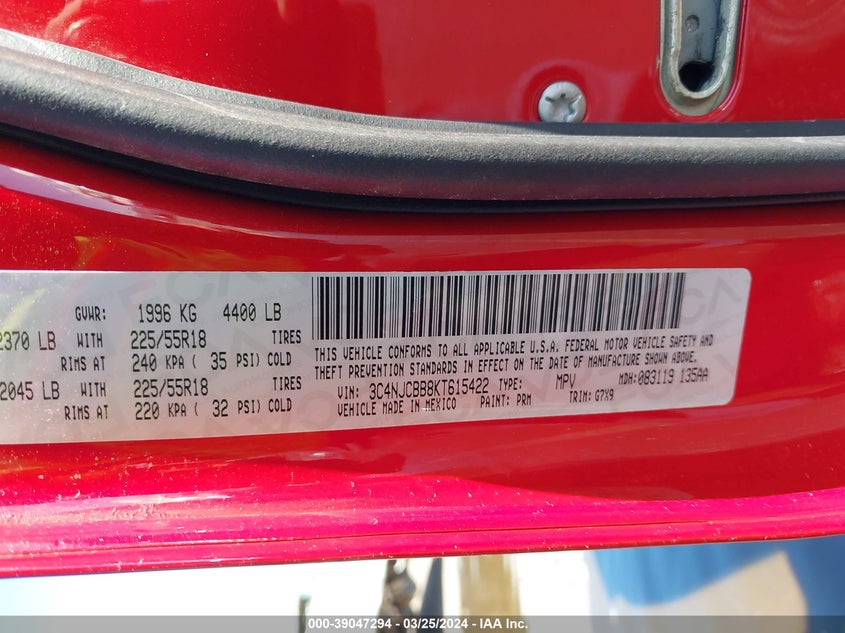 GVWR: 1996 KG 4400 LB
2370 LB WITH 225/55R18 TIRES
RIMS AT 240 KPA ( 35 PSI) COLD
2045 LB WITH 225/55R18 TIRES
RIMS AT 220 KPA ( 32 PSI) COLD
THIS VEHICLE CONFORMS TO ALL APPLICABLE U.S.A. FEDERAL MOTOR VEHICLE SAFETY AND
THEFT PREVENTION STANDARDS IN EFFECT ON THE DATE OF MANUFACTURE SHOWN ABOVE.
VIN: 3C4NJCBB8KT615422 TYPE: MPV MDH: 083119 135AA
VEHICLE MADE IN MEXICO PAINT: PRM TRIM: G7X9
000-39047294 - 03/25/2024 - IAA Inc.